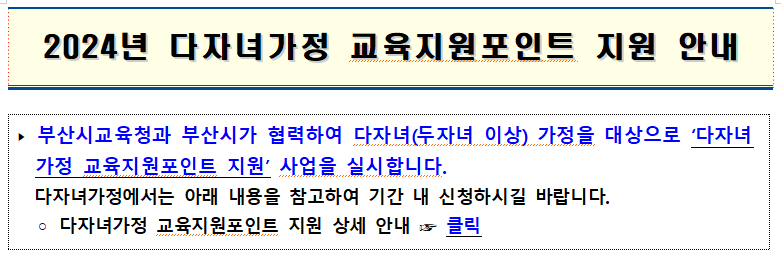 2024년 다자녀가정 교육지원포인트 지원 안내
▸ 부산시교육청과 부산시가 협력하여 다자녀(두자녀 이상) 가정을 대상으로 ‘다자녀
가정 교육지원포인트 지원’ 사업을 실시합니다.
다자녀가정에서는 아래 내용을 참고하여 기간 내 신청하시길 바랍니다.
○ 다자녀가정 교육지원포인트 지원 상세 안내 ☞ 클릭